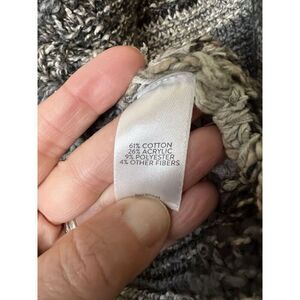 61% COTTON
26% ACRYLIC
9% POLYESTER
4% OTHER FIBERS